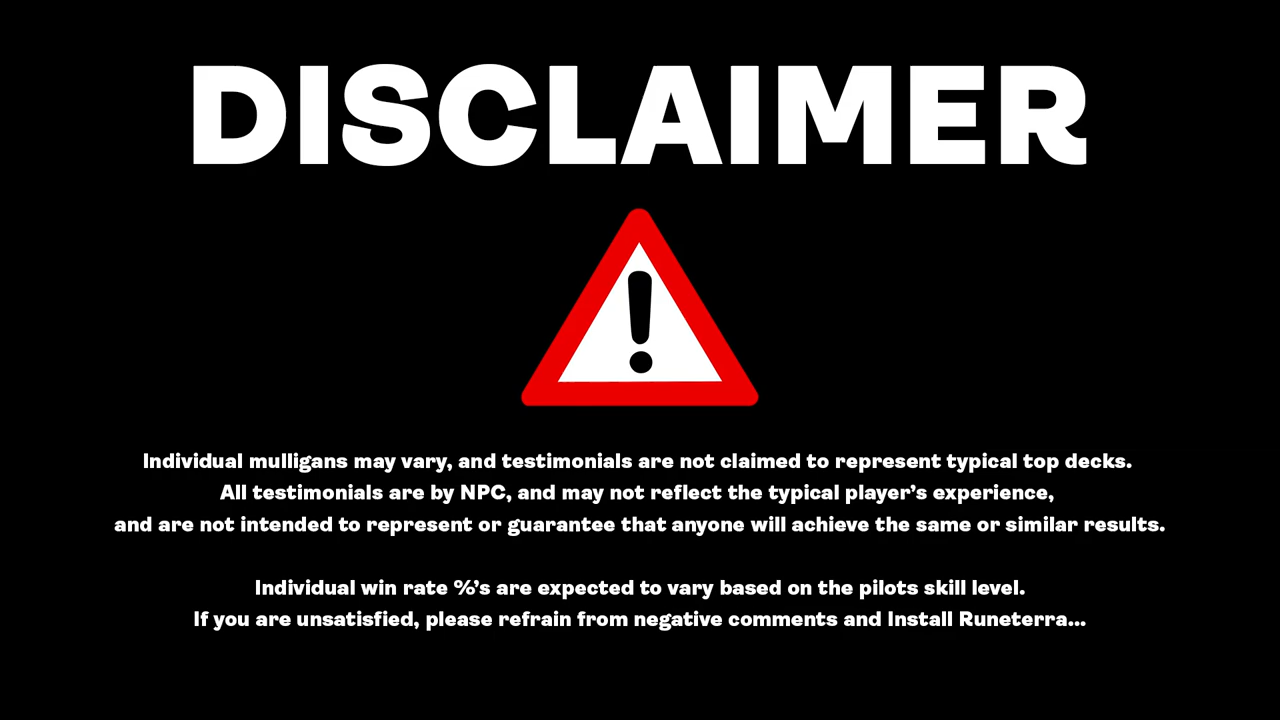 DISCLAIMER
!
Individual mulligans may vary, and testimonials are not claimed to represent typical top decks.
All testimonials are by NPC, and may not reflect the typical player’s experience,
and are not intended to represent or guarantee that anyone will achieve the same or similar results.
Individual win rate %’s are expected to vary based on the pilots skill level.
If you are unsatisfied, please refrain from negative comments and Install Runeterra...